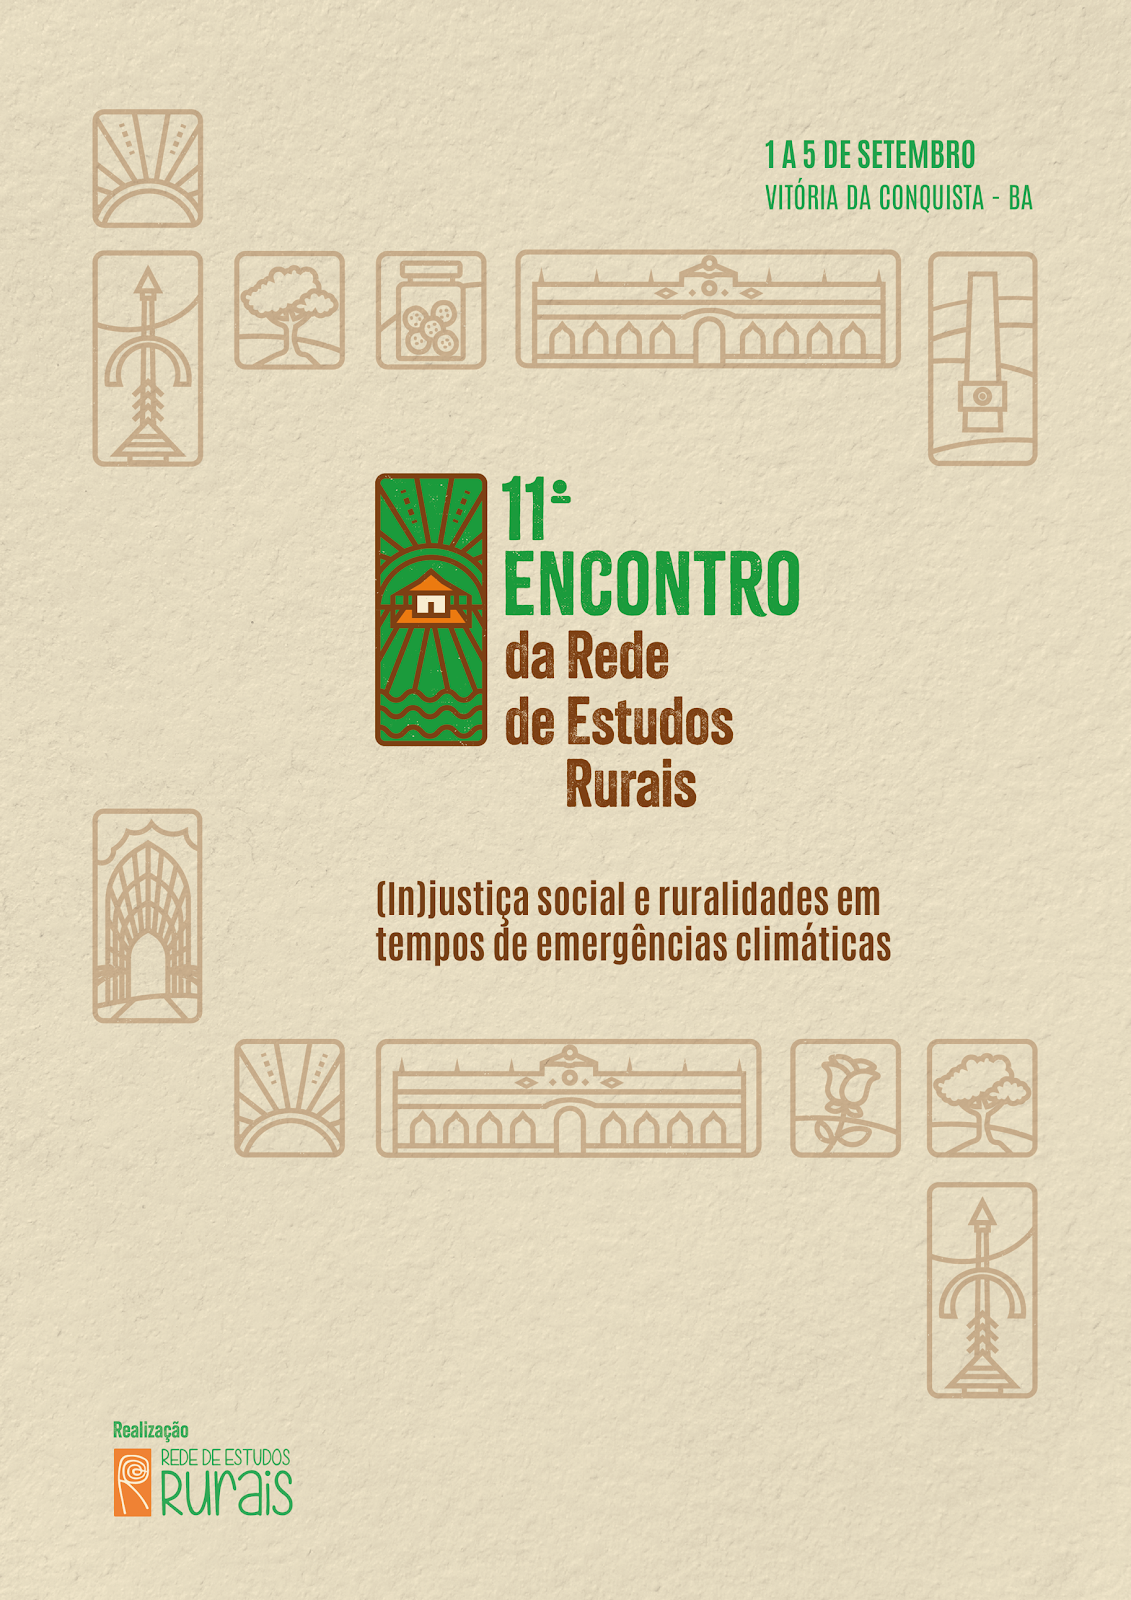 1 A 5 DE SETEMBRO
VITÓRIA DA CONQUISTA - BA
11º
ENCONTRO
da Rede
de Estudos
Rurais
(In)justiça social e ruralidades em
tempos de emergências climáticas
Realização
REDE DE ESTUDOS
Rurais